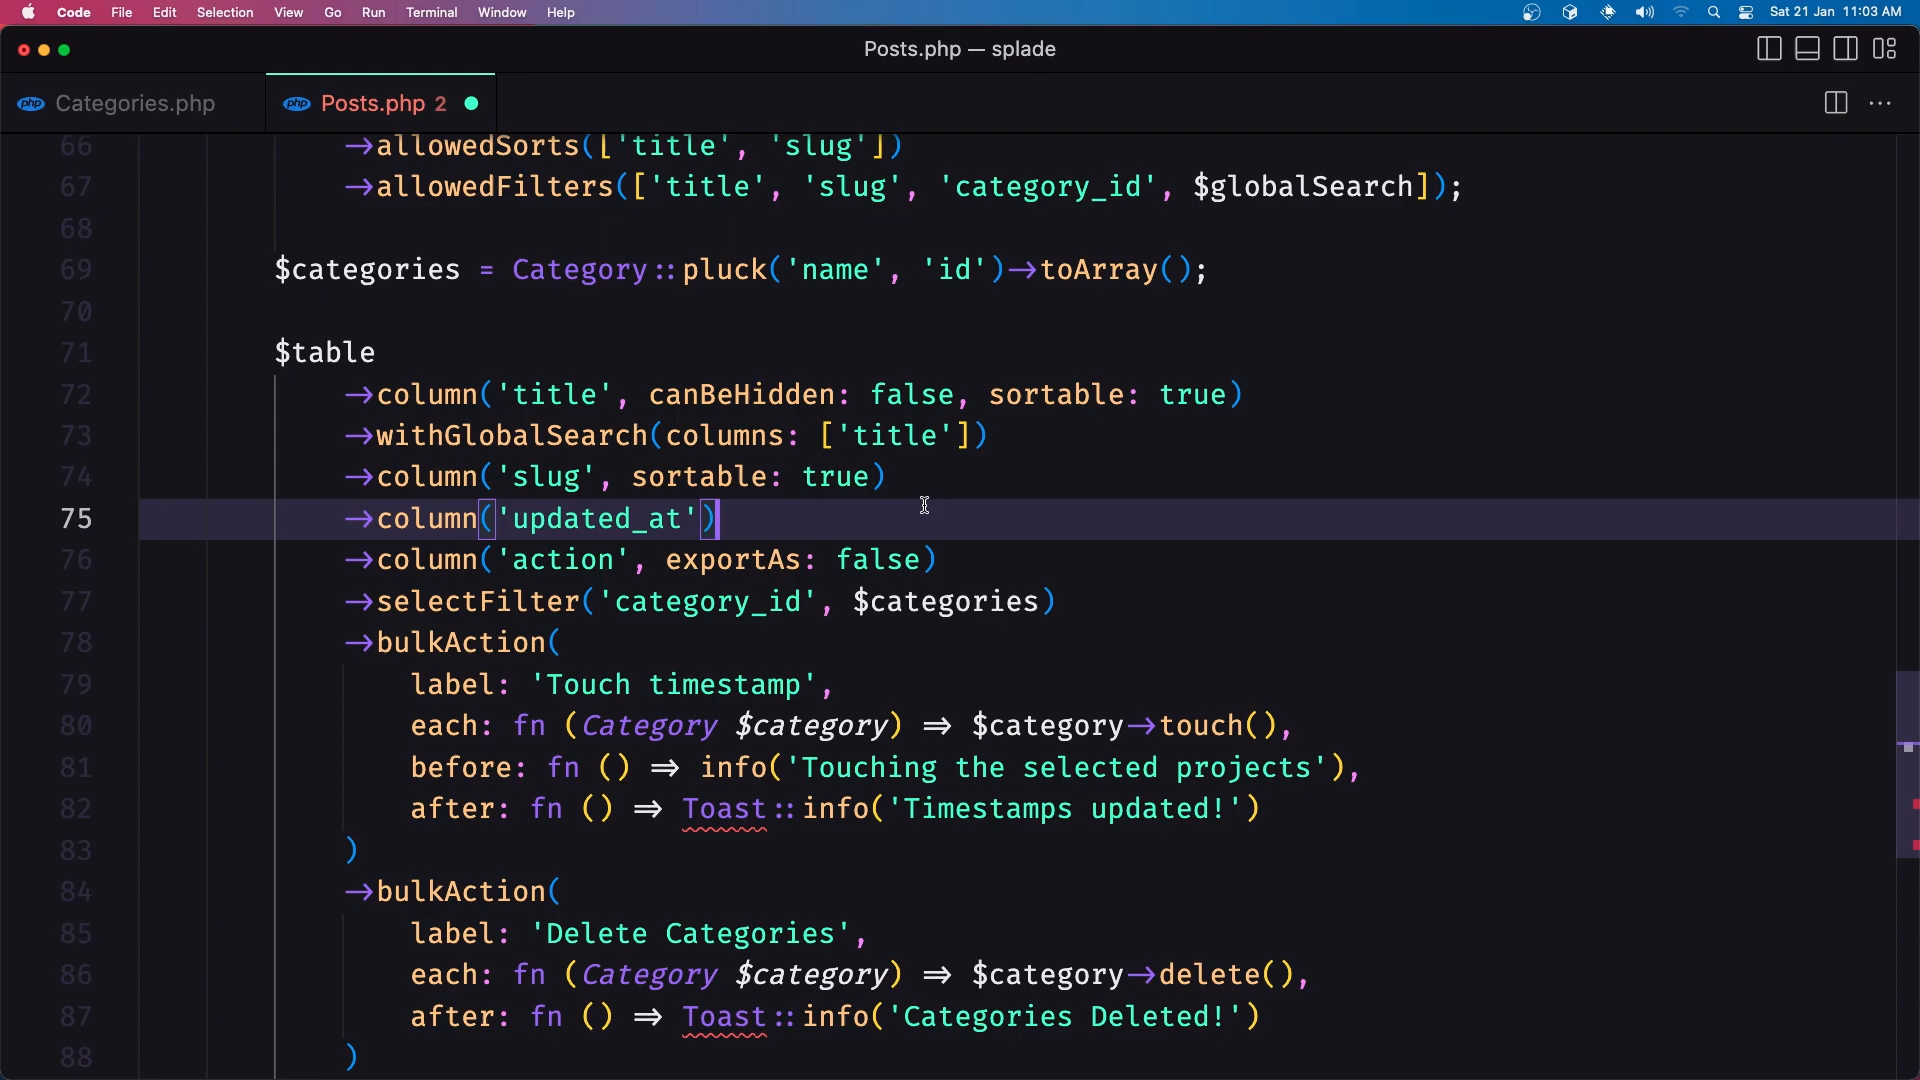 Code File Edit Selection View Go Run Terminal Window Help Sat 21 Jan 11:03 AM
Posts.php — splade
php Categories.php php Posts.php 2
66 →allowedSorts(['title', 'slug'])
67 →allowedFilters(['title', 'slug', 'category_id', $globalSearch]);
68
69 $categories = Category::pluck('name', 'id')→toArray();
70
71 $table
72 →column('title', canBeHidden: false, sortable: true)
73 →withGlobalSearch(columns: ['title'])
74 →column('slug', sortable: true)
75 →column('updated_at')
76 →column('action', exportAs: false)
77 →selectFilter('category_id', $categories)
78 →bulkAction(
79 label: 'Touch timestamp',
80 each: fn (Category $category) ⇒ $category→touch(),
81 before: fn () ⇒ info('Touching the selected projects'),
82 after: fn () ⇒ Toast::info('Timestamps updated!')
83 )
84 →bulkAction(
85 label: 'Delete Categories',
86 each: fn (Category $category) ⇒ $category→delete(),
87 after: fn () ⇒ Toast::info('Categories Deleted!')
88 )